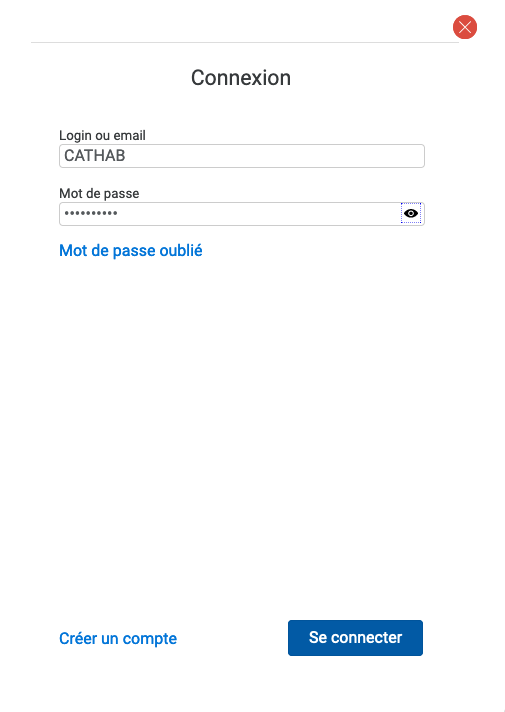 Connexion
Login ou email
CATHAB
Mot de passe
••••••••••
Mot de passe oublié
Créer un compte
Se connecter